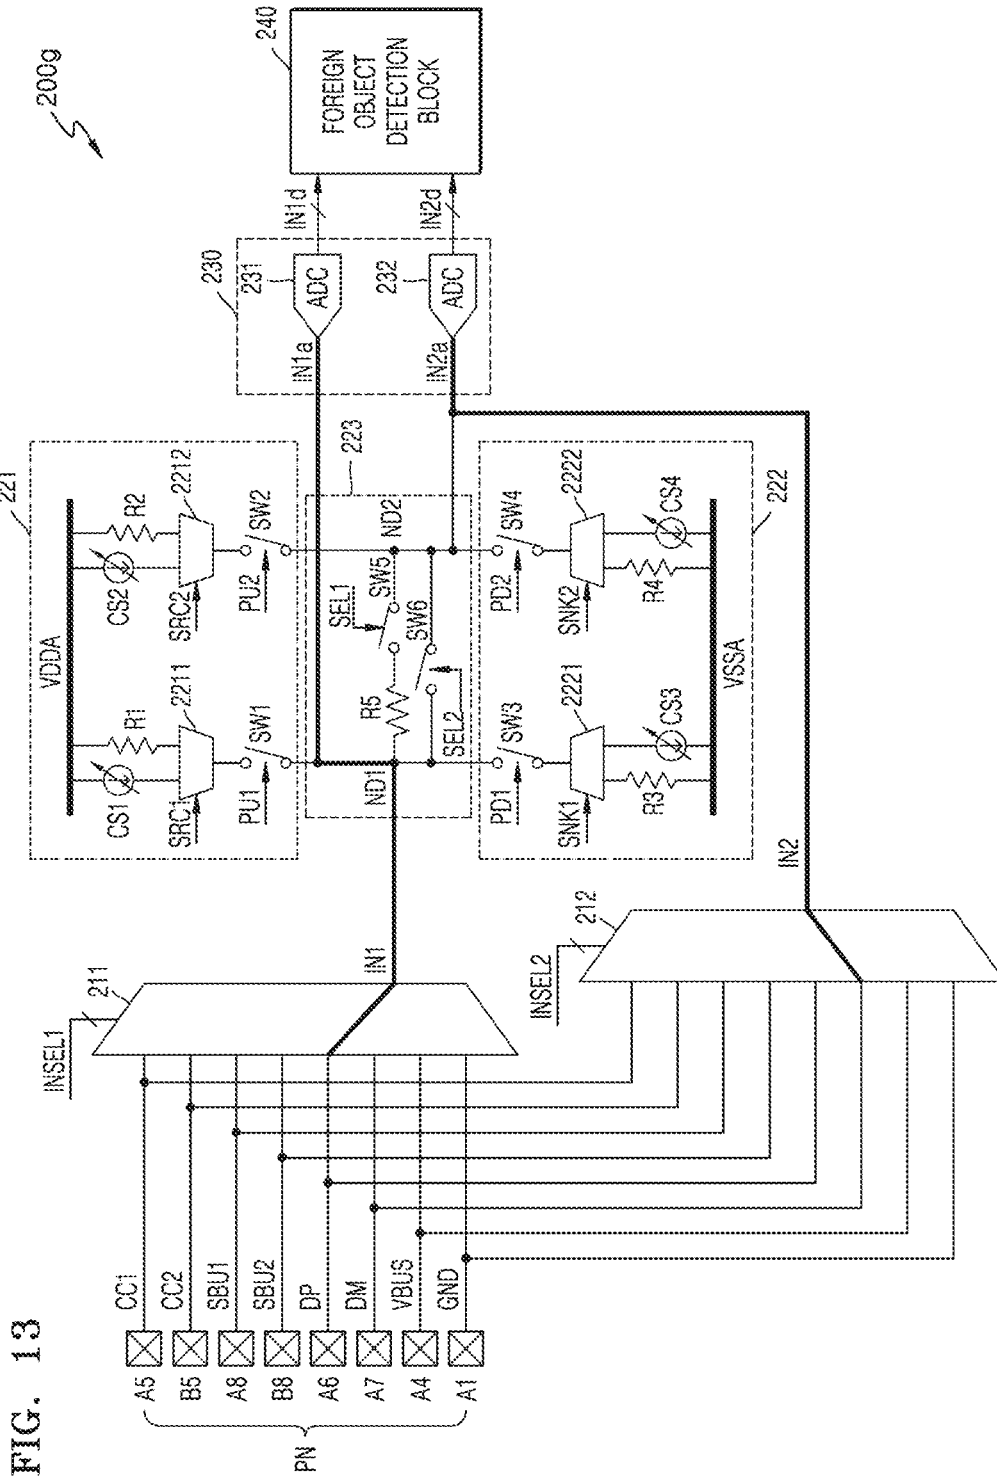 FIG. 13
200g
221
VDDA
CS1
R1
CS2
R2
2211
2212
SRC1
SRC2
PU1
SW1
PU2
SW2
223
SEL1
SW5
R5
ND1
ND2
SW6
SEL2
PD1
SW3
PD2
SW4
SNK1
2221
SNK2
2222
R3
CS3
R4
CS4
VSSA
222
230
231
ADC
IN1a
232
ADC
IN2a
IN1d
IN2d
240
FOREIGN
OBJECT
DETECTION
BLOCK
INSEL1
211
IN1
INSEL2
212
IN2
PN
A5
CC1
B5
CC2
A8
SBU1
B8
SBU2
A6
DP
A7
DM
A4
VBUS
A1
GND